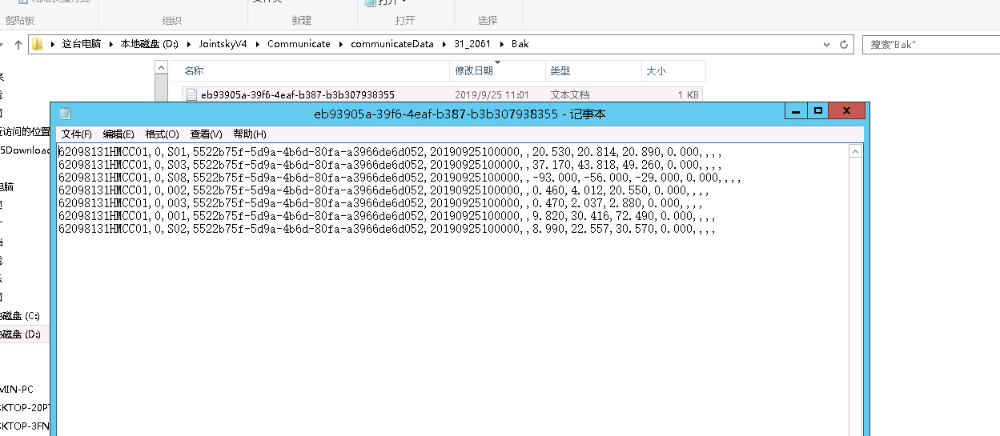 打开
剪贴板
组织
新建
打开
选择
这台电脑 本地磁盘 (D:) JointskyV4 Communicate communicateData 31_2061 Bak
搜索"Bak"
名称
修改日期
类型
大小
eb93905a-39f6-4eaf-b387-b3b307938355
2019/9/25 11:01
文本文档
1 KB
eb93905a-39f6-4eaf-b387-b3b307938355 - 记事本
文件(F) 编辑(E) 格式(O) 查看(V) 帮助(H)
62098131HMCC01,0,S01,5522b75f-5d9a-4b6d-80fa-a3966de6d052,20190925100000,,20.530,20.814,20.890,0.000,,,,
62098131HMCC01,0,S03,5522b75f-5d9a-4b6d-80fa-a3966de6d052,20190925100000,,37.170,43.818,49.260,0.000,,,,
62098131HMCC01,0,S08,5522b75f-5d9a-4b6d-80fa-a3966de6d052,20190925100000,,-93.000,-56.000,-29.000,0.000,,,,
62098131HMCC01,0,002,5522b75f-5d9a-4b6d-80fa-a3966de6d052,20190925100000,,0.460,4.012,20.550,0.000,,,,
62098131HMCC01,0,003,5522b75f-5d9a-4b6d-80fa-a3966de6d052,20190925100000,,0.470,2.037,2.880,0.000,,,,
62098131HMCC01,0,001,5522b75f-5d9a-4b6d-80fa-a3966de6d052,20190925100000,,9.820,30.416,72.490,0.000,,,,
62098131HMCC01,0,S02,5522b75f-5d9a-4b6d-80fa-a3966de6d052,20190925100000,,8.990,22.557,30.570,0.000,,,,
访问的位置
5Downloa
电脑
磁盘 (C:)
磁盘 (D:)
MIN-PC
KTOP-20P
KTOP-3FN